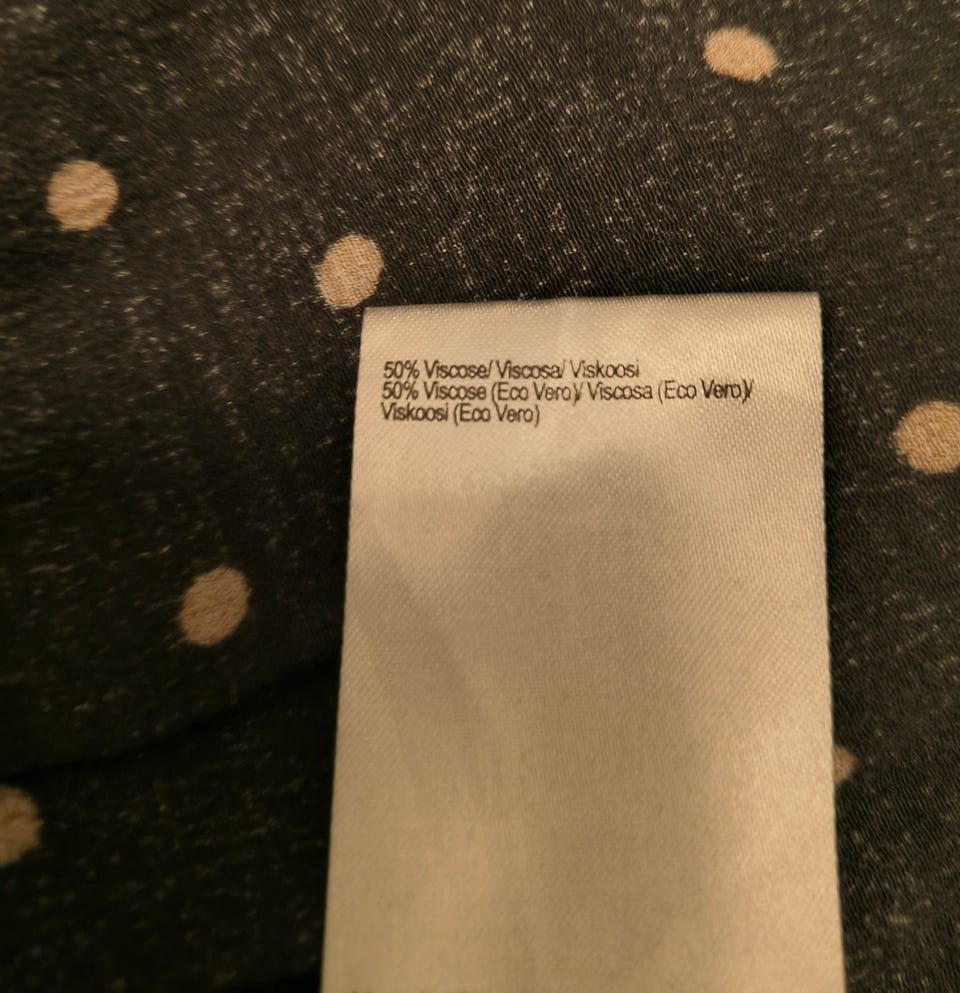 50% Viscose/ Viscosa/ Viskoosi
50% Viscose (Eco Vero)/ Viscosa (Eco Vero)/
Viskoosi (Eco Vero)